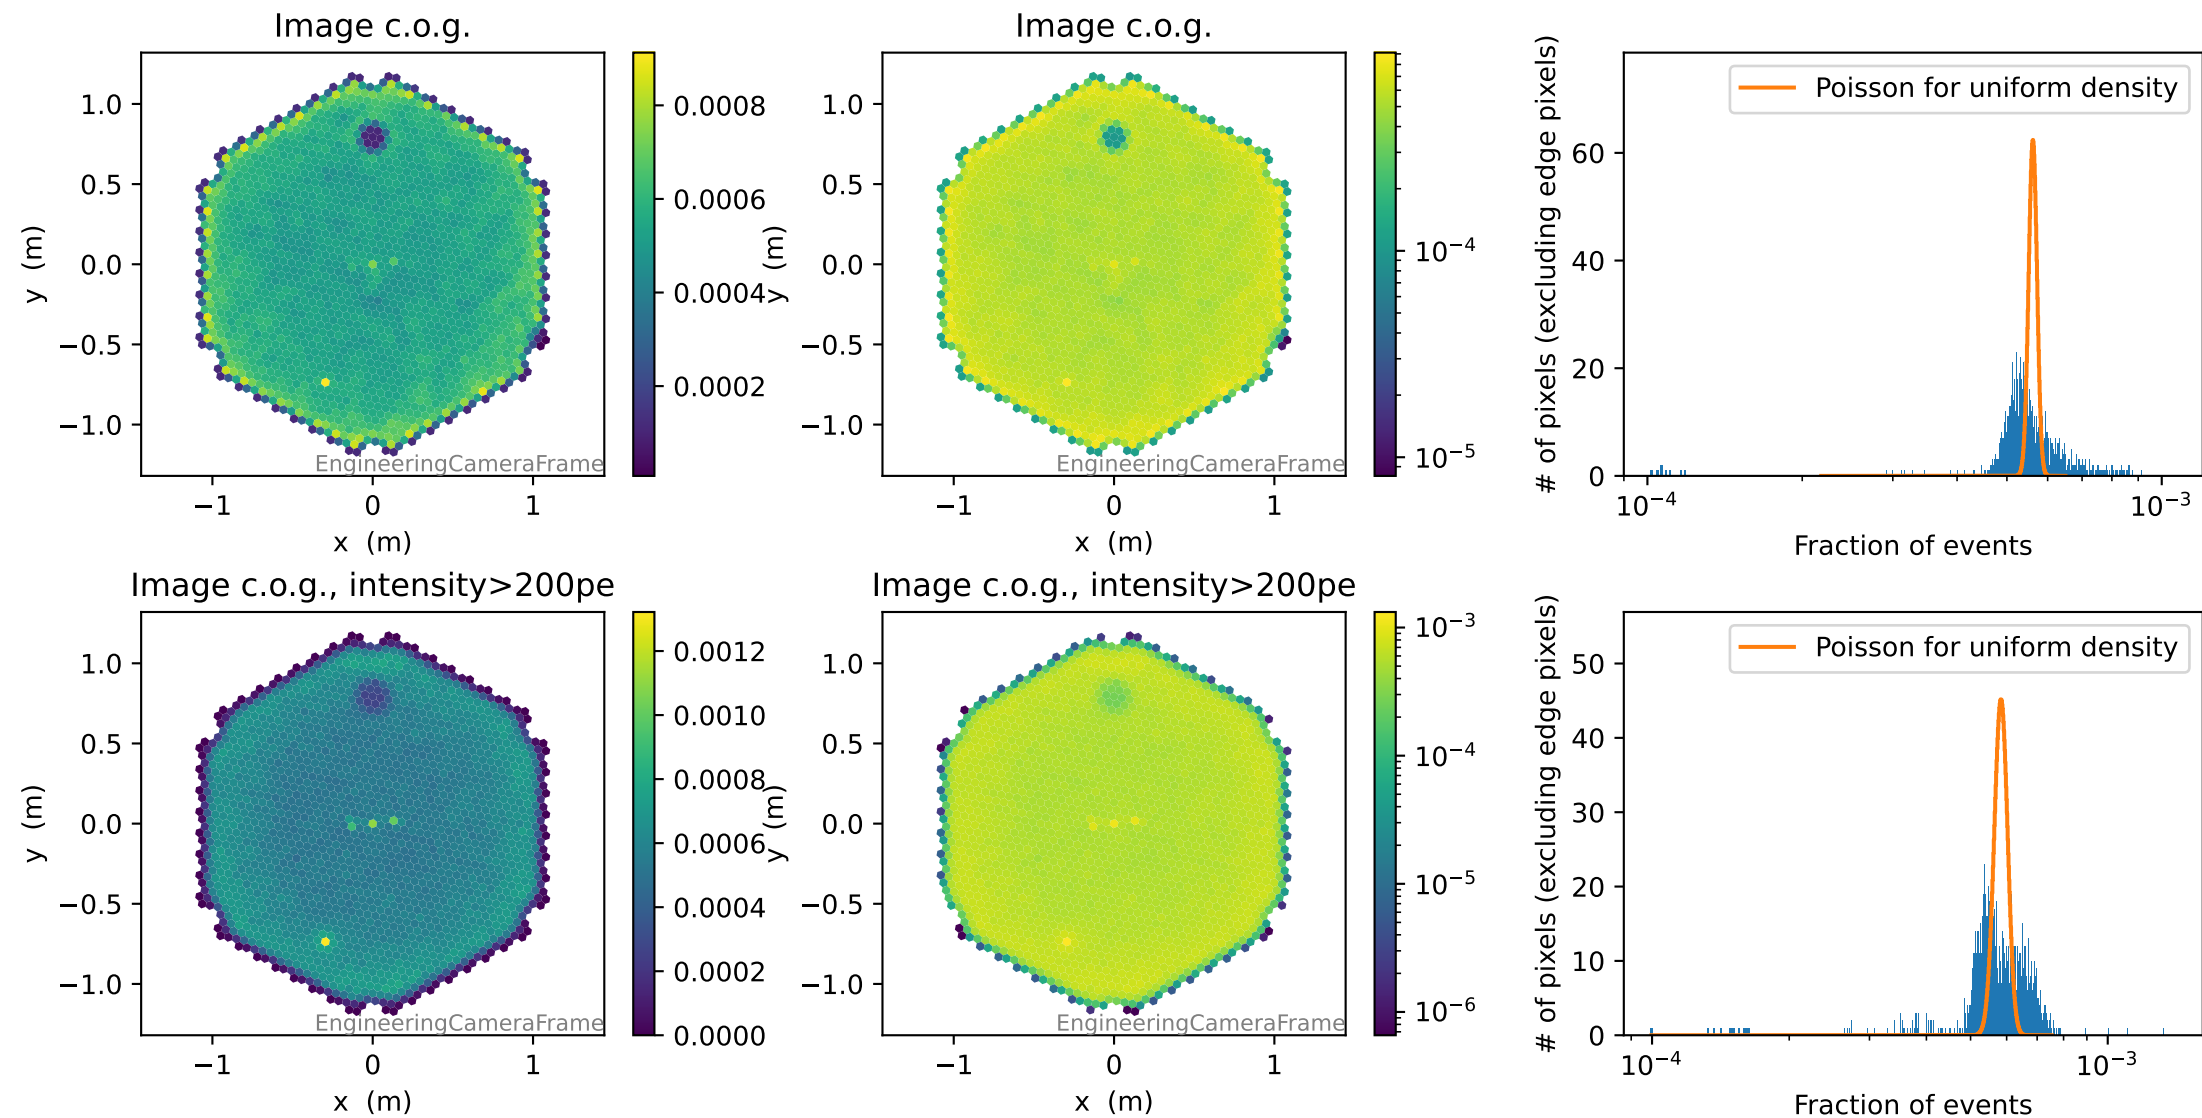 Image c.o.g.
1.0
0.5
0.0
−0.5
−1.0
y (m)
−1
0
1
x (m)
EngineeringCameraFrame
0.0008
0.0006
0.0004
0.0002
Image c.o.g.
1.0
0.5
0.0
−0.5
−1.0
y (m)
−1
0
1
x (m)
EngineeringCameraFrame
10⁻⁴
10⁻⁵
Poisson for uniform density
# of pixels (excluding edge pixels)
60
40
20
0
10⁻⁴
10⁻³
Fraction of events
Image c.o.g., intensity>200pe
1.0
0.5
0.0
−0.5
−1.0
y (m)
−1
0
1
x (m)
EngineeringCameraFrame
0.0012
0.0010
0.0008
0.0006
0.0004
0.0002
0.0000
Image c.o.g., intensity>200pe
1.0
0.5
0.0
−0.5
−1.0
y (m)
−1
0
1
x (m)
EngineeringCameraFrame
10⁻³
10⁻⁴
10⁻⁵
10⁻⁶
Poisson for uniform density
# of pixels (excluding edge pixels)
50
40
30
20
10
0
10⁻⁴
10⁻³
Fraction of events